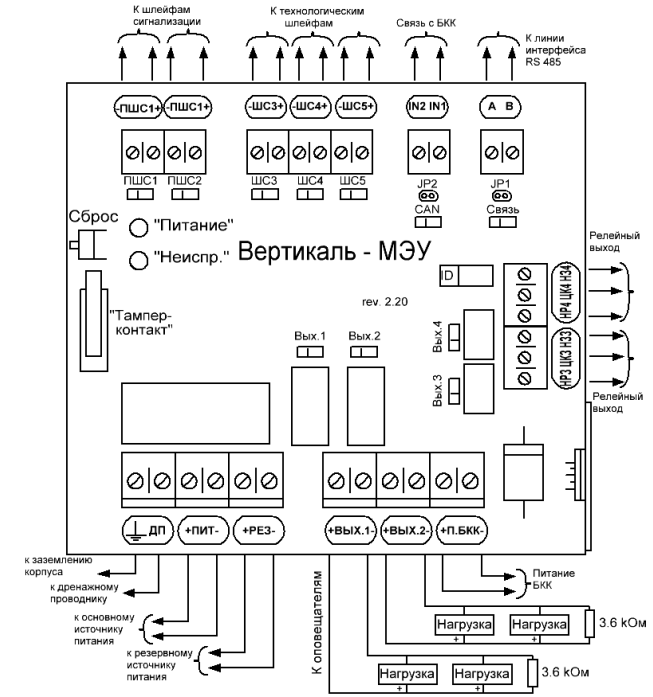 К шлейфам
сигнализации
К технологическим
шлейфам
Связь с БКК
К линии
интерфейса
RS 485
-ПШС1+
-ПШС1+
-ШС3+
-ШС4+
-ШС5+
IN2 IN1
A B
ПШС1
ПШС2
ШС3
ШС4
ШС5
JP2
CAN
JP1
Связь
Сброс
"Питание"
"Неиспр."
Вертикаль - МЭУ
ID
rev. 2.20
"Тампер-
контакт"
Релейный
выход
НР4 ЦК4 НЗ4
НР3 ЦК3 НЗ3
Релейный
выход
Вых.1
Вых.2
Вых.4
Вых.3
ДП
+ПИТ-
+РЕЗ-
+ВЫХ.1-
+ВЫХ.2-
+П.БКК-
к заземлению
корпуса
к дренажному
проводнику
к основному
источнику
питания
к резервному
источнику
питания
К оповещателям
Питание
БКК
Нагрузка
+
Нагрузка
+
3.6 kОм
Нагрузка
+
Нагрузка
+
3.6 kОм